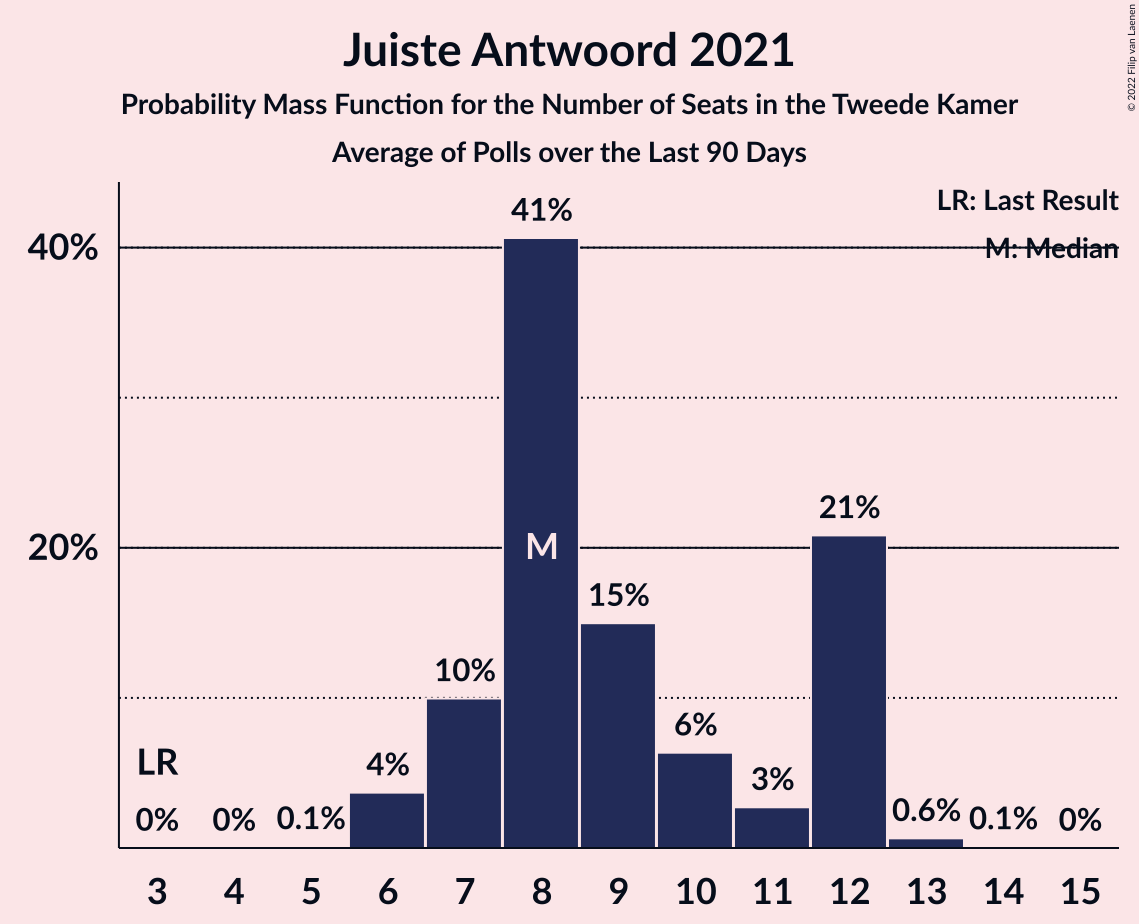 Juiste Antwoord 2021
Probability Mass Function for the Number of Seats in the Tweede Kamer
Average of Polls over the Last 90 Days
© 2022 Filip van Laenen
LR: Last Result
M: Median
41%
40%
21%
20%
M
15%
10%
6%
LR
4%
3%
0%
0%
0.1%
0.6%
0.1%
0%
3 4 5 6 7 8 9 10 11 12 13 14 15